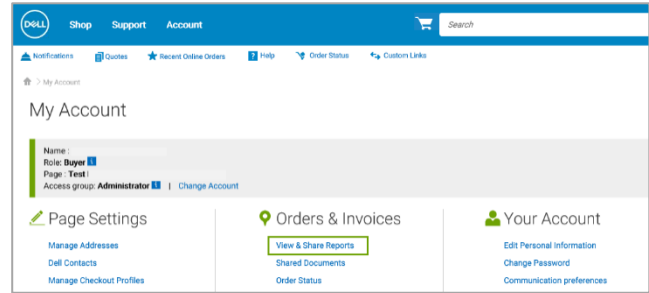 DELL Shop Support Account Search
Notifications Quotes Recent Online Orders ? Help Order Status Custom Links
> My Account
My Account
Name :
Role: Buyer i
Page : Test
Access group: Administrator i | Change Account
Page Settings
Manage Addresses
Dell Contacts
Manage Checkout Profiles
Orders & Invoices
View & Share Reports
Shared Documents
Order Status
Your Account
Edit Personal Information
Change Password
Communication preferences